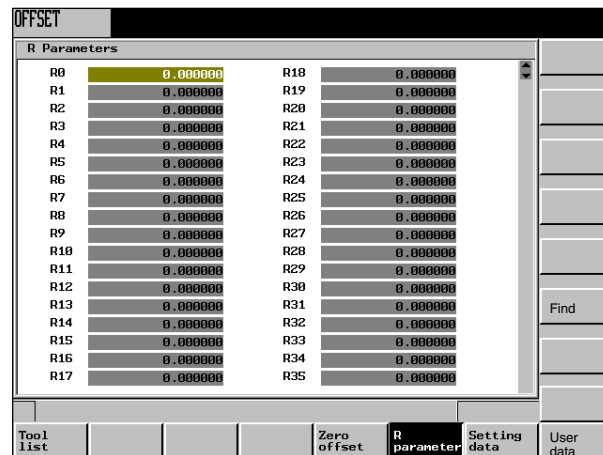 OFFSET
R Parameters
R0 0.000000 R18 0.000000
R1 0.000000 R19 0.000000
R2 0.000000 R20 0.000000
R3 0.000000 R21 0.000000
R4 0.000000 R22 0.000000
R5 0.000000 R23 0.000000
R6 0.000000 R24 0.000000
R7 0.000000 R25 0.000000
R8 0.000000 R26 0.000000
R9 0.000000 R27 0.000000
R10 0.000000 R28 0.000000
R11 0.000000 R29 0.000000
R12 0.000000 R30 0.000000
R13 0.000000 R31 0.000000
R14 0.000000 R32 0.000000
R15 0.000000 R33 0.000000
R16 0.000000 R34 0.000000
R17 0.000000 R35 0.000000
Find
Tool list
Zero offset
R parameter
Setting data
User data